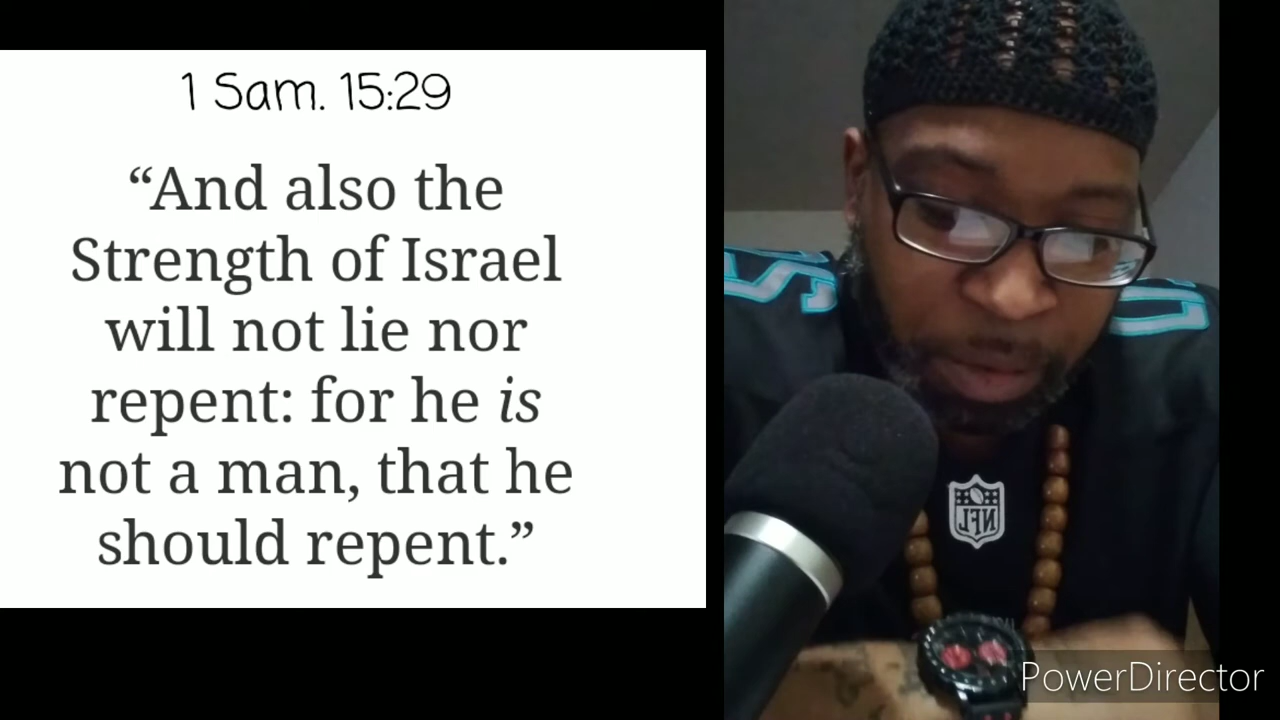 1 Sam. 15:29
“And also the
Strength of Israel
will not lie nor
repent: for he is
not a man, that he
should repent.”
NFL
PowerDirector